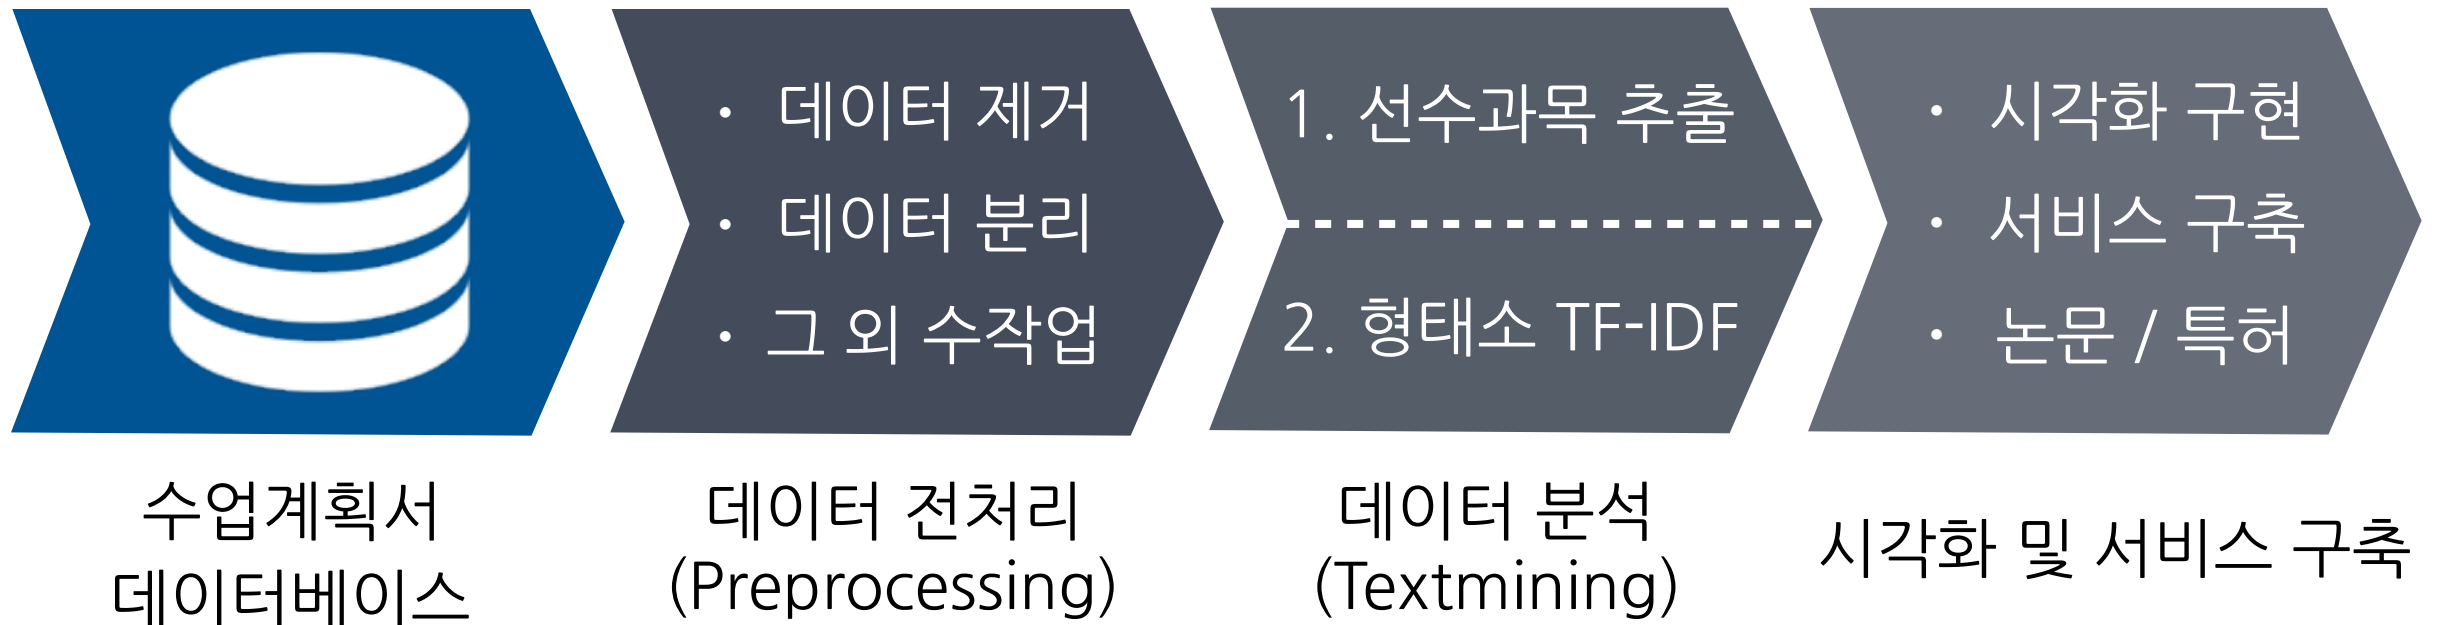 • 데이터 제거
• 데이터 분리
• 그 외 수작업
1. 선수과목 추출
2. 형태소 TF-IDF
• 시각화 구현
• 서비스 구축
• 논문 / 특허
수업계획서
데이터베이스
데이터 전처리
(Preprocessing)
데이터 분석
(Textmining)
시각화 및 서비스 구축